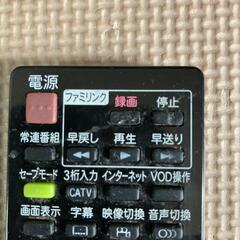 電源
ファミリンク 録画 停止
常連番組 早戻し 再生 早送り
セーブモード 3桁入力 インターネット VOD操作
CATV
画面表示 字幕 映像切換 音声切換